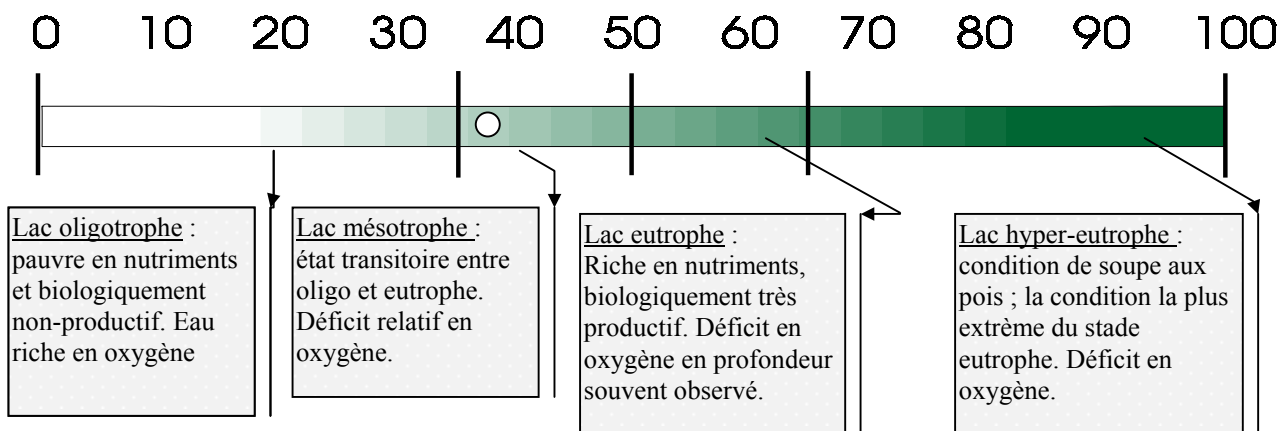 0 10 20 30 40 50 60 70 80 90 100
Lac oligotrophe :
pauvre en nutriments
et biologiquement
non-productif. Eau
riche en oxygène
Lac mésotrophe :
état transitoire entre
oligo et eutrophe.
Déficit relatif en
oxygène.
Lac eutrophe :
Riche en nutriments,
biologiquement très
productif. Déficit en
oxygène en profondeur
souvent observé.
Lac hyper-eutrophe :
condition de soupe aux
pois ; la condition la plus
extrème du stade
eutrophe. Déficit en
oxygène.